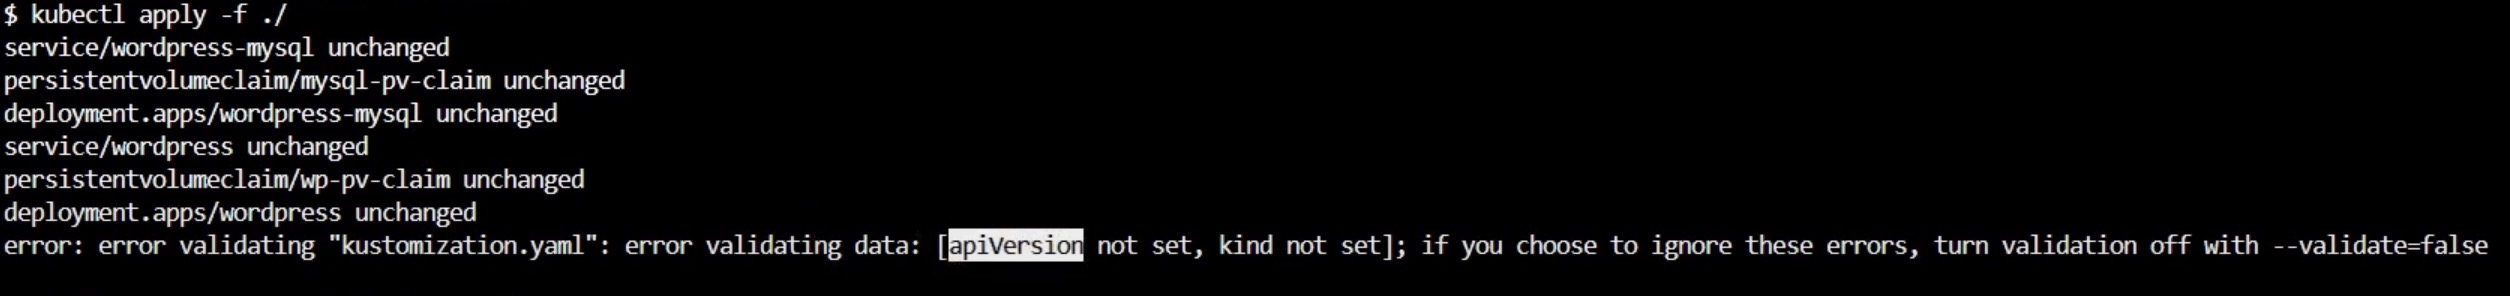 $ kubectl apply -f ./
service/wordpress-mysql unchanged
persistentvolumeclaim/mysql-pv-claim unchanged
deployment.apps/wordpress-mysql unchanged
service/wordpress unchanged
persistentvolumeclaim/wp-pv-claim unchanged
deployment.apps/wordpress unchanged
error: error validating "kustomization.yaml": error validating data: [apiVersion not set, kind not set]; if you choose to ignore these errors, turn validation off with --validate=false